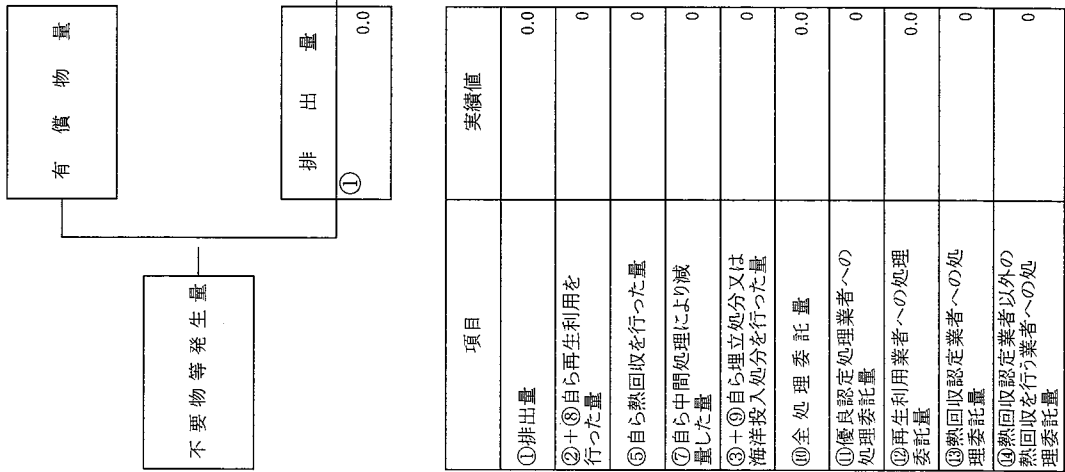 不要物等発生量
有償物量
排出量
①
0.0
項目
実績値
①排出量
0.0
②+⑧自ら再生利用を
行った量
0
⑤自ら熱回収を行った量
0
⑦自ら中間処理により減
量した量
0
③+⑨自ら埋立処分又は
海洋投入処分を行った量
0
⑩全処理委託量
0.0
⑪優良認定処理業者への
処理委託量
0
⑫再生利用業者への処理
委託量
0.0
⑬熱回収認定業者への処
理委託量
0
⑭熱回収認定業者以外の
熱回収を行う業者への処
理委託量
0